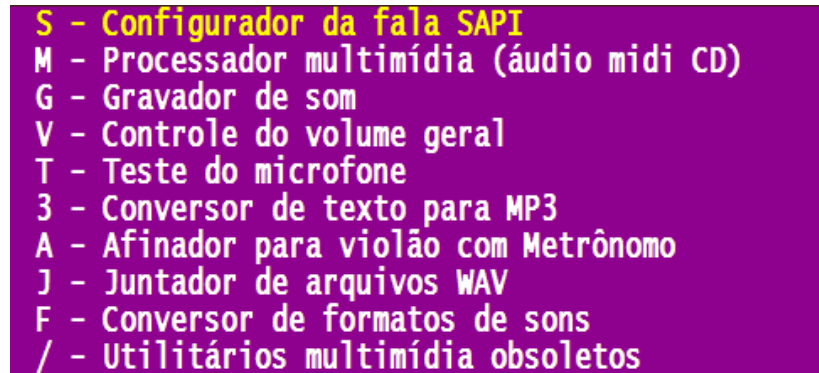 S - Configurador da fala SAPI
M - Processador multimídia (áudio midi CD)
G - Gravador de som
V - Controle do volume geral
T - Teste do microfone
3 - Conversor de texto para MP3
A - Afinador para violão com Metrônomo
J - Juntador de arquivos WAV
F - Conversor de formatos de sons
/ - Utilitários multimídia obsoletos